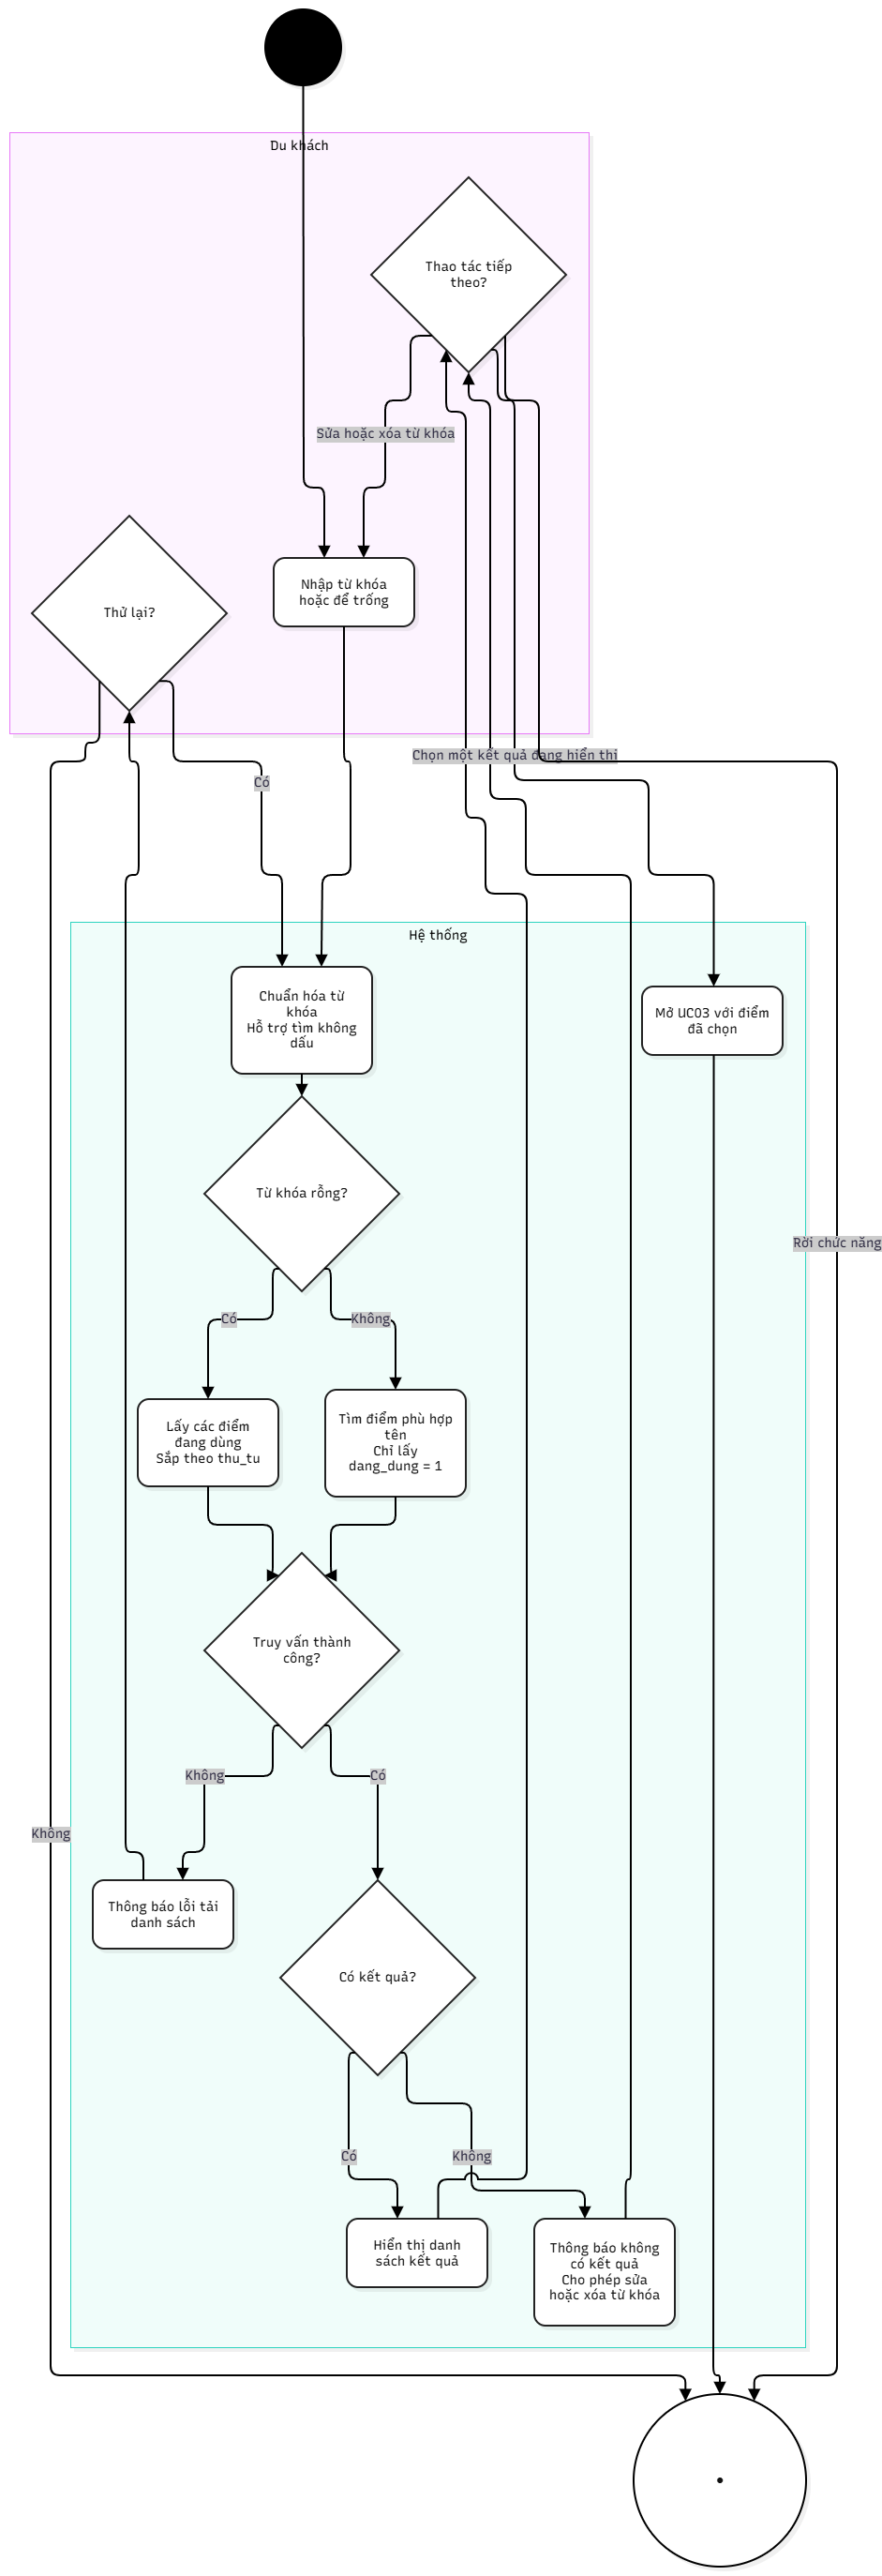 Du khách
Thao tác tiếp
theo?
Sửa hoặc xóa từ khóa
Nhập từ khóa
hoặc để trống
Thử lại?
Chọn một kết quả đang hiển thị
Có
Hệ thống
Chuẩn hóa từ
khóa
Hỗ trợ tìm không
dấu
Mở UC03 với điểm
đã chọn
Từ khóa rỗng?
Rời chức năng
Có
Không
Lấy các điểm
đang dùng
Sắp theo thu_tu
Tìm điểm phù hợp
tên
Chỉ lấy
dang_dung = 1
Truy vấn thành
công?
Không
Có
Không
Thông báo lỗi tải
danh sách
Có kết quả?
Có
Không
Hiển thị danh
sách kết quả
Thông báo không
có kết quả
Cho phép sửa
hoặc xóa từ khóa